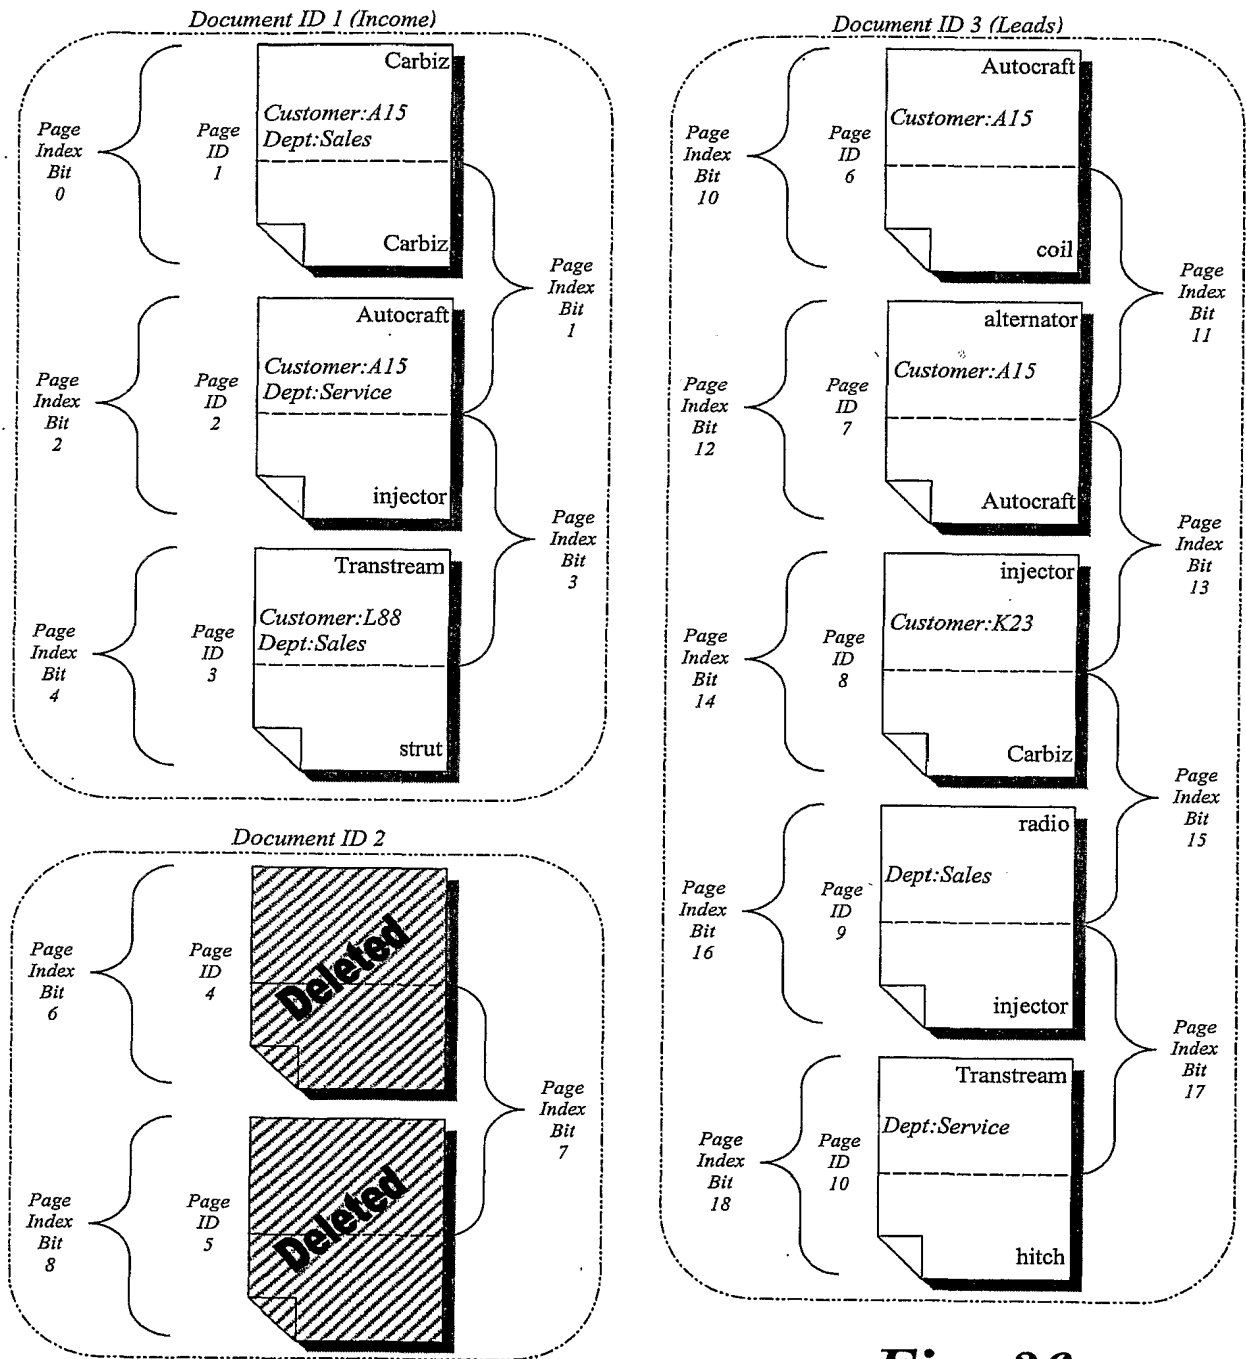 Document ID 1 (Income)
Page
Index
Bit
0
Page
ID
1
Carbiz
Customer:A15
Dept:Sales
Carbiz
Page
Index
Bit
1
Page
Index
Bit
2
Page
ID
2
Autocraft
Customer:A15
Dept:Service
injector
Page
Index
Bit
3
Page
Index
Bit
4
Page
ID
3
Transtream
Customer:L88
Dept:Sales
strut
Document ID 2
Page
Index
Bit
6
Page
ID
4
Deleted
Page
Index
Bit
7
Page
Index
Bit
8
Page
ID
5
Deleted
Document ID 3 (Leads)
Page
Index
Bit
10
Page
ID
6
Autocraft
Customer:A15
coil
Page
Index
Bit
11
Page
Index
Bit
12
Page
ID
7
alternator
Customer:A15
Autocraft
Page
Index
Bit
13
Page
Index
Bit
14
Page
ID
8
injector
Customer:K23
Carbiz
Page
Index
Bit
15
Page
Index
Bit
16
Page
ID
9
radio
Dept:Sales
injector
Page
Index
Bit
17
Page
Index
Bit
18
Page
ID
10
Transtream
Dept:Service
hitch